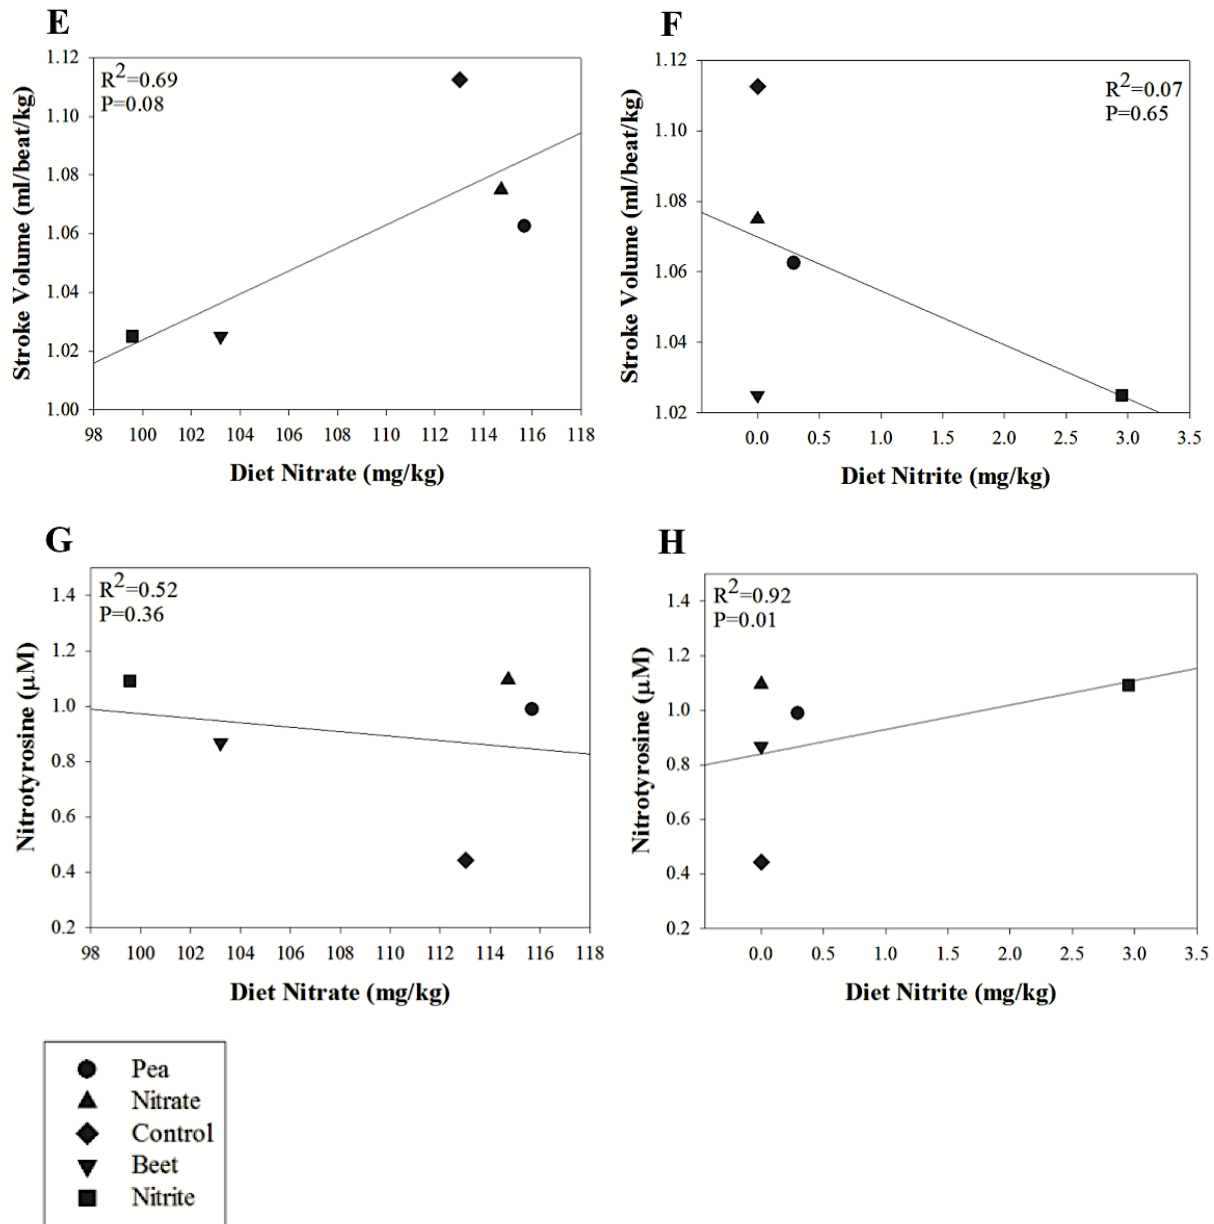 E
R²=0.69
P=0.08
Stroke Volume (ml/beat/kg)
1.12
1.10
1.08
1.06
1.04
1.02
1.00
98 100 102 104 106 108 110 112 114 116 118
Diet Nitrate (mg/kg)
F
R²=0.07
P=0.65
Stroke Volume (ml/beat/kg)
1.12
1.10
1.08
1.06
1.04
1.02
0.0 0.5 1.0 1.5 2.0 2.5 3.0 3.5
Diet Nitrite (mg/kg)
G
R²=0.52
P=0.36
Nitrotyrosine (µM)
1.4
1.2
1.0
0.8
0.6
0.4
0.2
98 100 102 104 106 108 110 112 114 116 118
Diet Nitrate (mg/kg)
H
R²=0.92
P=0.01
Nitrotyrosine (µM)
1.4
1.2
1.0
0.8
0.6
0.4
0.2
0.0 0.5 1.0 1.5 2.0 2.5 3.0 3.5
Diet Nitrite (mg/kg)
Pea
Nitrate
Control
Beet
Nitrite